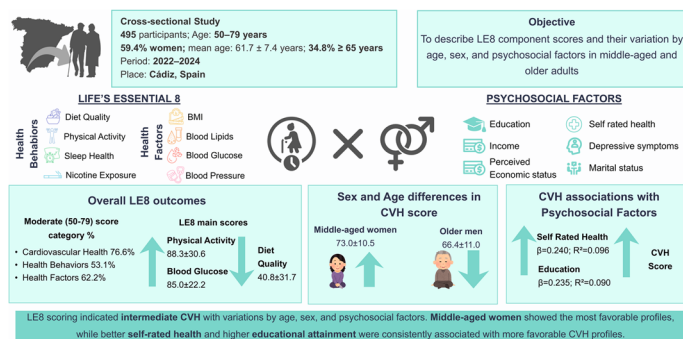 Cross-sectional Study
495 participants; Age: 50–79 years
59.4% women; mean age: 61.7 ± 7.4 years; 34.8% ≥ 65 years
Period: 2022–2024
Place: Cádiz, Spain
Objective
To describe LE8 component scores and their variation by
age, sex, and psychosocial factors in middle-aged and
older adults
LIFE'S ESSENTIAL 8
Health
Behaviors
Diet Quality
Physical Activity
Sleep Health
Nicotine Exposure
Health
Factors
BMI
Blood Lipids
Blood Glucose
Blood Pressure
PSYCHOSOCIAL FACTORS
Education
Income
Perceived
Economic status
Self rated health
Depressive symptoms
Marital status
Overall LE8 outcomes
Moderate (50-79) score
category %
• Cardiovascular Health 76.6%
• Health Behaviors 53.1%
• Health Factors 62.2%
LE8 main scores
Physical Activity
88.3±30.6
Blood Glucose
85.0±22.2
Diet
Quality
40.8±31.7
Sex and Age differences in
CVH score
Middle-aged women
73.0±10.5
Older men
66.4±11.0
CVH associations with
Psychosocial Factors
Self Rated Health
β=0.240; R²=0.096
Education
β=0.235; R²=0.090
CVH
Score
LE8 scoring indicated intermediate CVH with variations by age, sex, and psychosocial factors. Middle-aged women showed the most favorable profiles,
while better self-rated health and higher educational attainment were consistently associated with more favorable CVH profiles.